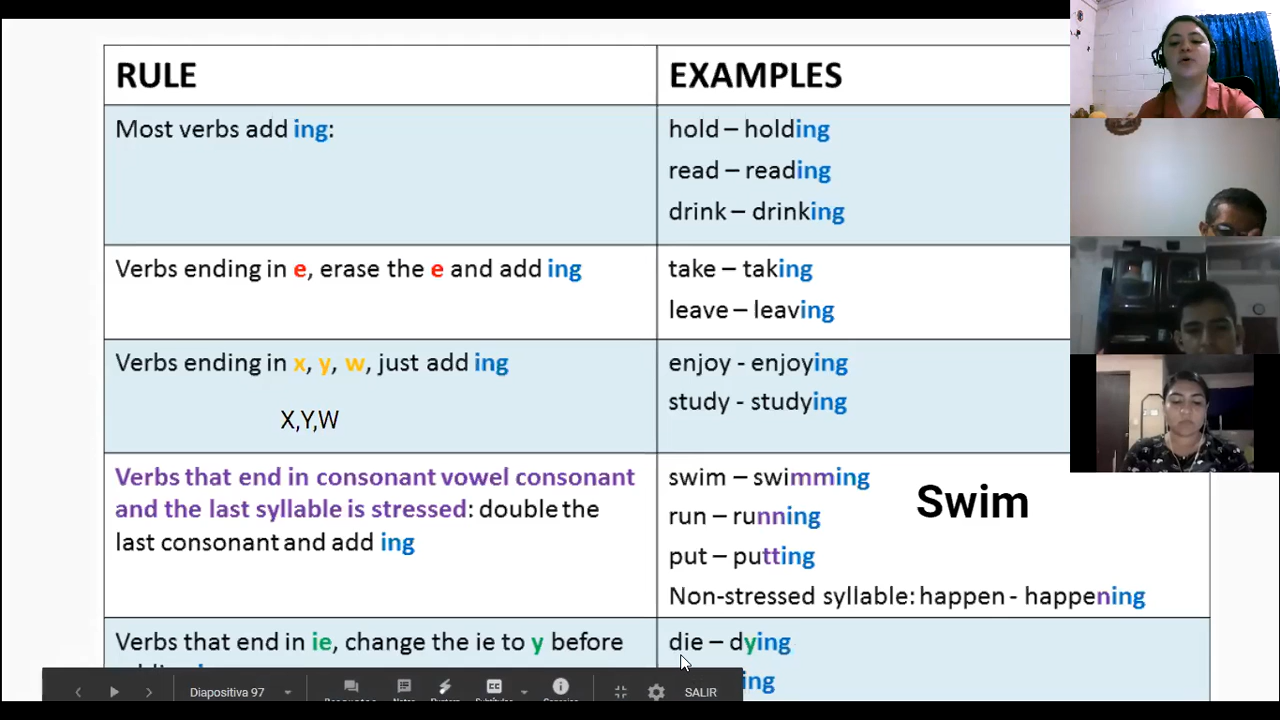 RULE
EXAMPLES
Most verbs add ing:
hold – holding
read – reading
drink – drinking
Verbs ending in e, erase the e and add ing
take – taking
leave – leaving
Verbs ending in x, y, w, just add ing
X,Y,W
enjoy - enjoying
study - studying
Verbs that end in consonant vowel consonant
and the last syllable is stressed: double the
last consonant and add ing
swim – swimming
run – running
put – putting
Non-stressed syllable: happen - happening
Swim
Verbs that end in ie, change the ie to y before
die – dying
ing
Diapositiva 97
SALIR